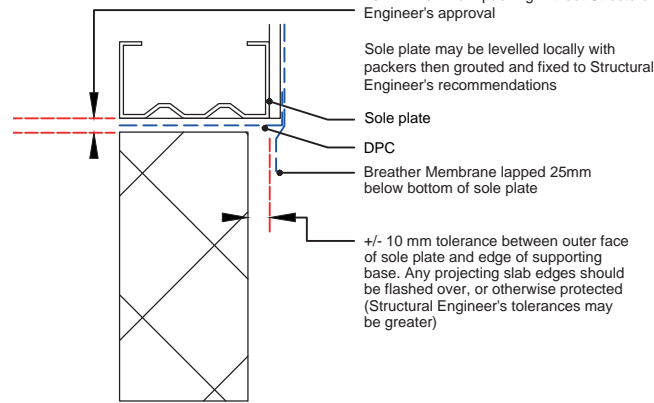 Engineer's approval
Sole plate may be levelled locally with
packers then grouted and fixed to Structural
Engineer's recommendations
Sole plate
DPC
Breather Membrane lapped 25mm
below bottom of sole plate
+/- 10 mm tolerance between outer face
of sole plate and edge of supporting
base. Any projecting slab edges should
be flashed over, or otherwise protected
(Structural Engineer's tolerances may
be greater)